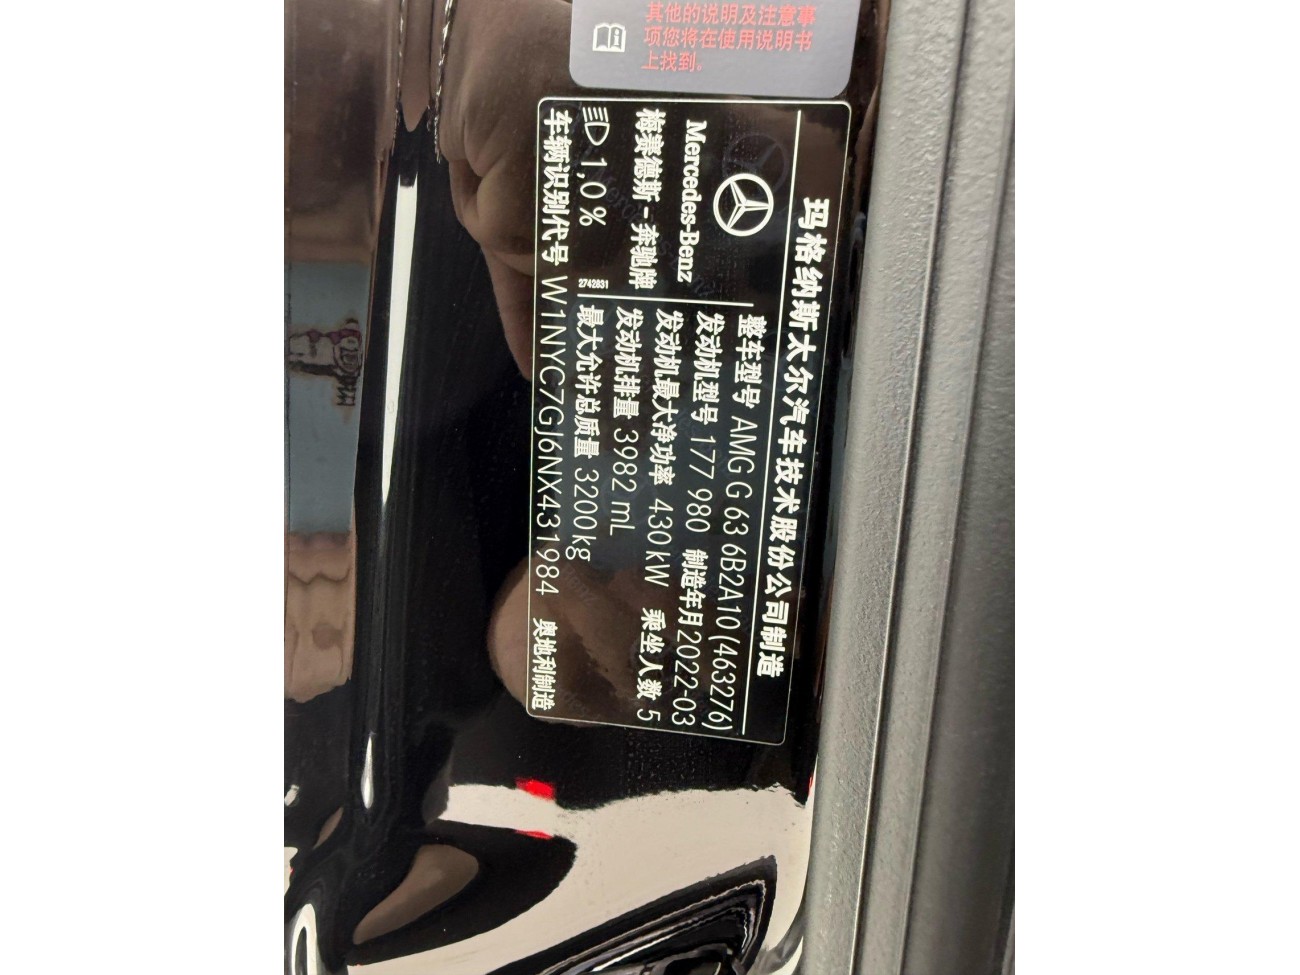 其他的说明及注意事
项您将在使用说明书
上找到。
玛格纳斯太尔汽车技术股份公司制造
Mercedes-Benz
梅赛德斯-奔驰牌
1,0%
2742831
整车型号 AMG G 63 6B2A10(463276)
发动机型号 177 980 制造年月 2022-03
发动机最大净功率 430kW 乘坐人数 5
发动机排量 3982 mL
最大允许总质量 3200kg
车辆识别代号 W1NYC7GJ6NX431984 奥地利制造